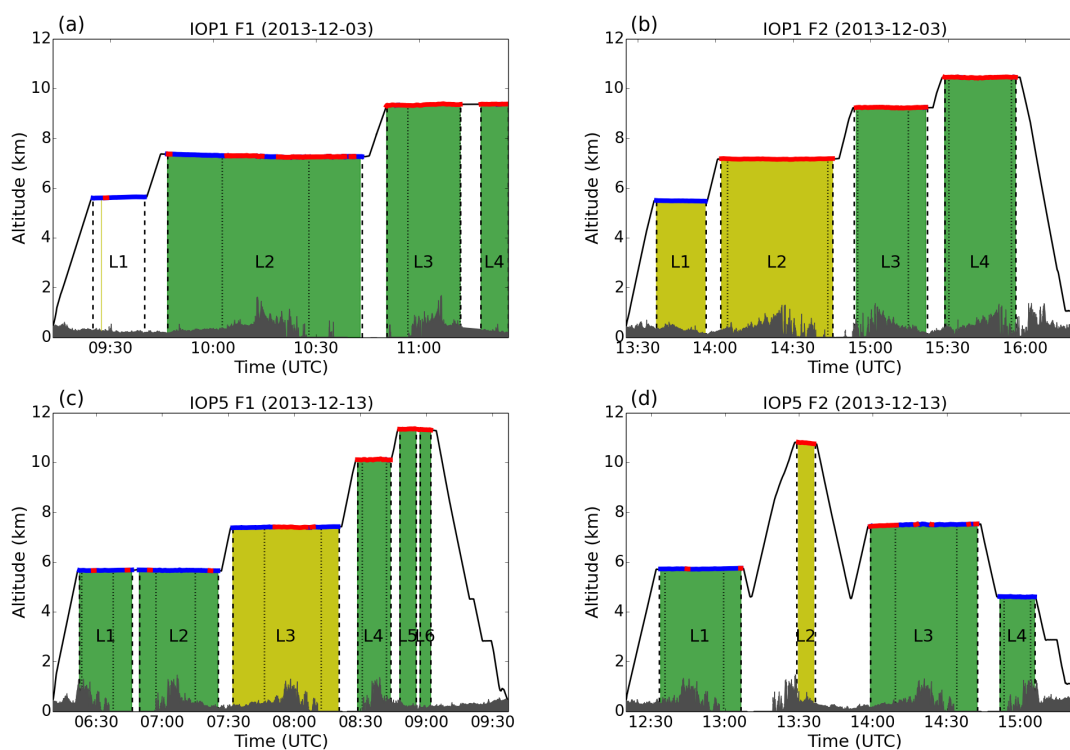 (a) IOP1 F1 (2013-12-03)
12
10
8
6
4
2
0
Altitude (km)
L1
L2
L3
L4
09:30 10:00 10:30 11:00
Time (UTC)
(b) IOP1 F2 (2013-12-03)
12
10
8
6
4
2
0
Altitude (km)
L1
L2
L3
L4
13:30 14:00 14:30 15:00 15:30 16:00
Time (UTC)
(c) IOP5 F1 (2013-12-13)
12
10
8
6
4
2
0
Altitude (km)
L1
L2
L3
L4
L5
L6
06:30 07:00 07:30 08:00 08:30 09:00 09:30
Time (UTC)
(d) IOP5 F2 (2013-12-13)
12
10
8
6
4
2
0
Altitude (km)
L1
L2
L3
L4
12:30 13:00 13:30 14:00 14:30 15:00
Time (UTC)